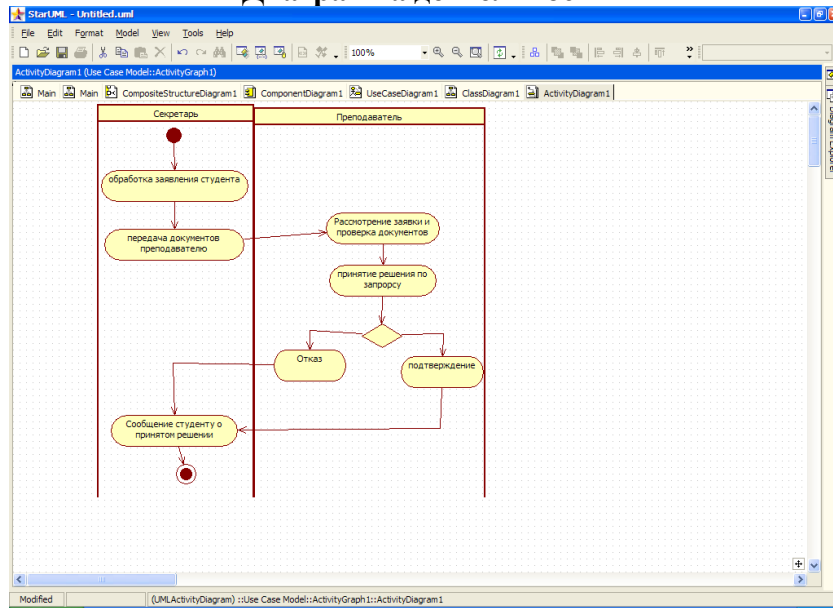 StarUML - Untitled.uml
File Edit Format Model View Tools Help
100%
ActivityDiagram1 (Use Case Model::ActivityGraph1)
Main Main CompositeStructureDiagram1 ComponentDiagram1 UseCaseDiagram1 ClassDiagram1 ActivityDiagram1
Diagram Explorer
Секретарь
Преподаватель
обработка заявления студента
передача документов
преподавателю
Рассмотрение заявки и
проверка документов
принятие решения по
запрорсу
Отказ
подтверждение
Сообщение студенту о
принятом решении
Modified
(UMLActivityDiagram) ::Use Case Model::ActivityGraph1::ActivityDiagram1